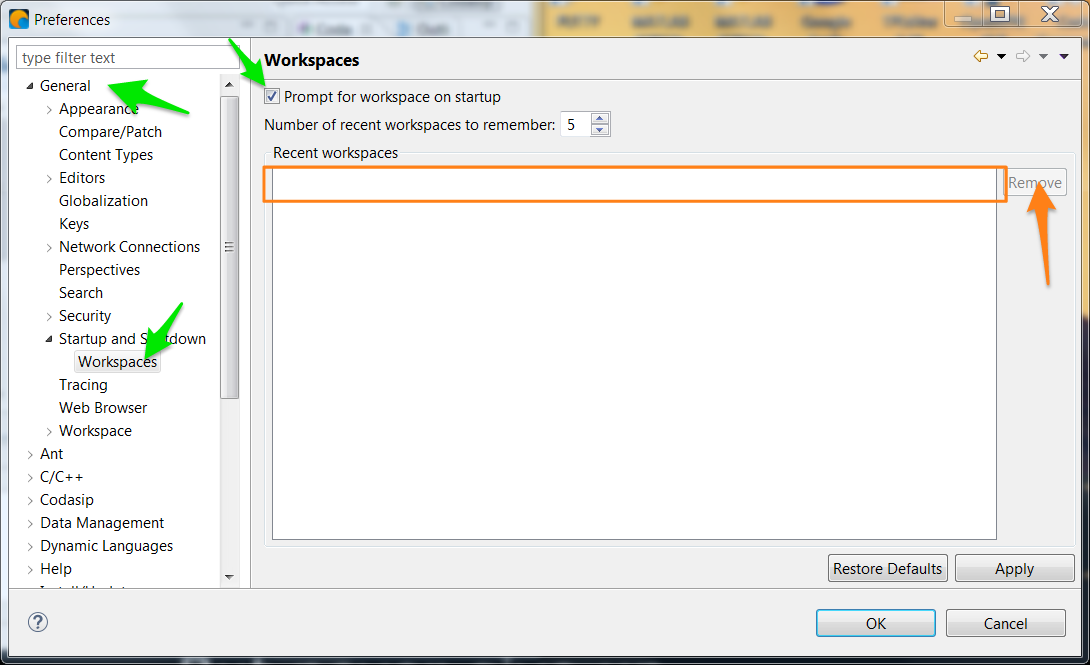 Preferences
type filter text
General
Appearance
Compare/Patch
Content Types
Editors
Globalization
Keys
Network Connections
Perspectives
Search
Security
Startup and Shutdown
Workspaces
Tracing
Web Browser
Workspace
Ant
C/C++
Codasip
Data Management
Dynamic Languages
Help
Workspaces
Prompt for workspace on startup
Number of recent workspaces to remember: 5
Recent workspaces
Remove
Restore Defaults Apply
? OK Cancel